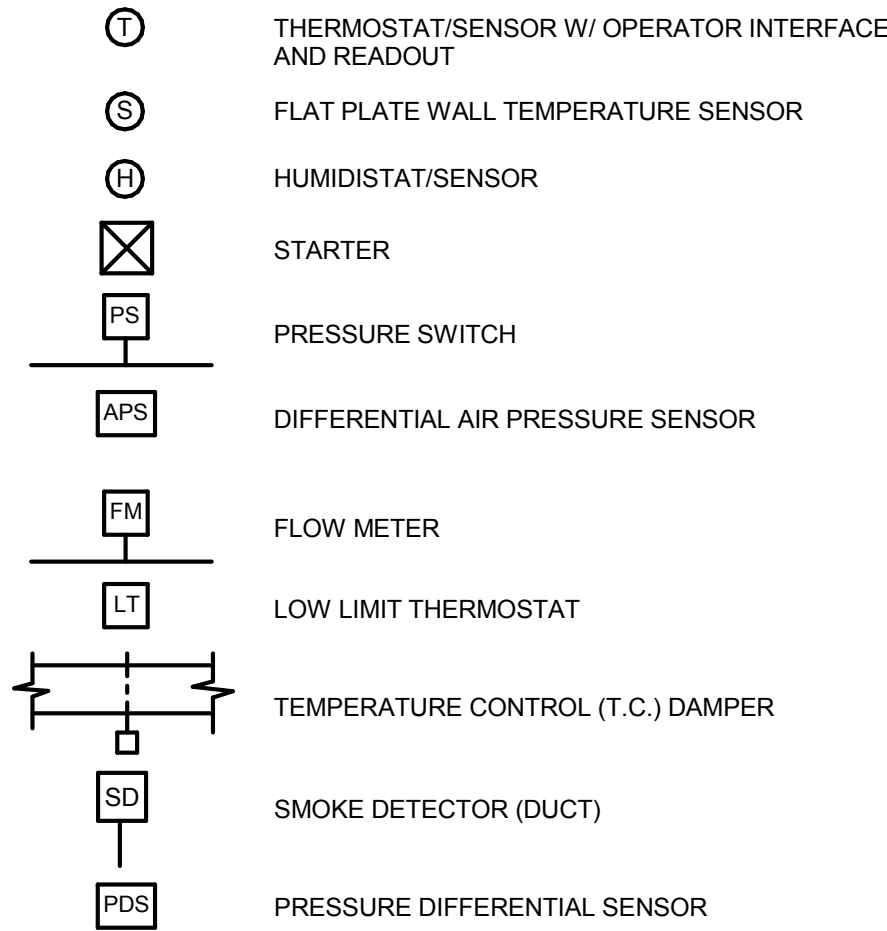 T THERMOSTAT/SENSOR W/ OPERATOR INTERFACE
AND READOUT
S FLAT PLATE WALL TEMPERATURE SENSOR
H HUMIDISTAT/SENSOR
STARTER
PS PRESSURE SWITCH
APS DIFFERENTIAL AIR PRESSURE SENSOR
FM FLOW METER
LT LOW LIMIT THERMOSTAT
TEMPERATURE CONTROL (T.C.) DAMPER
SD SMOKE DETECTOR (DUCT)
PDS PRESSURE DIFFERENTIAL SENSOR